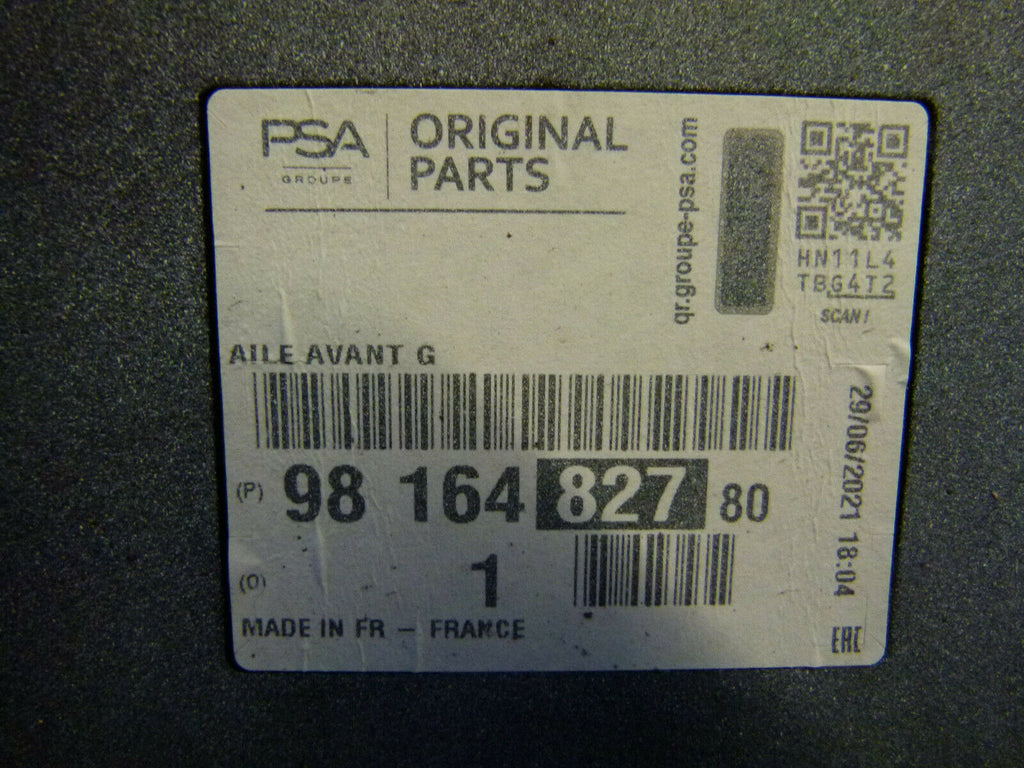 PSA
GROUPE
ORIGINAL
PARTS
qr.groupe-psa.com
HN11L4
TBG4T2
SCAN!
AILE AVANT G
(P) 98 164 827 80
(Q) 1
MADE IN FR – FRANCE
29/06/2021 18:04
EAC